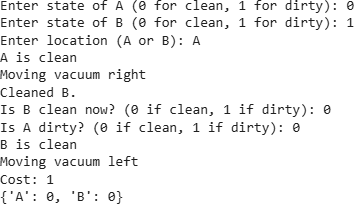 Enter state of A (0 for clean, 1 for dirty): 0
Enter state of B (0 for clean, 1 for dirty): 1
Enter location (A or B): A
A is clean
Moving vacuum right
Cleaned B.
Is B clean now? (0 if clean, 1 if dirty): 0
Is A dirty? (0 if clean, 1 if dirty): 0
B is clean
Moving vacuum left
Cost: 1
{'A': 0, 'B': 0}